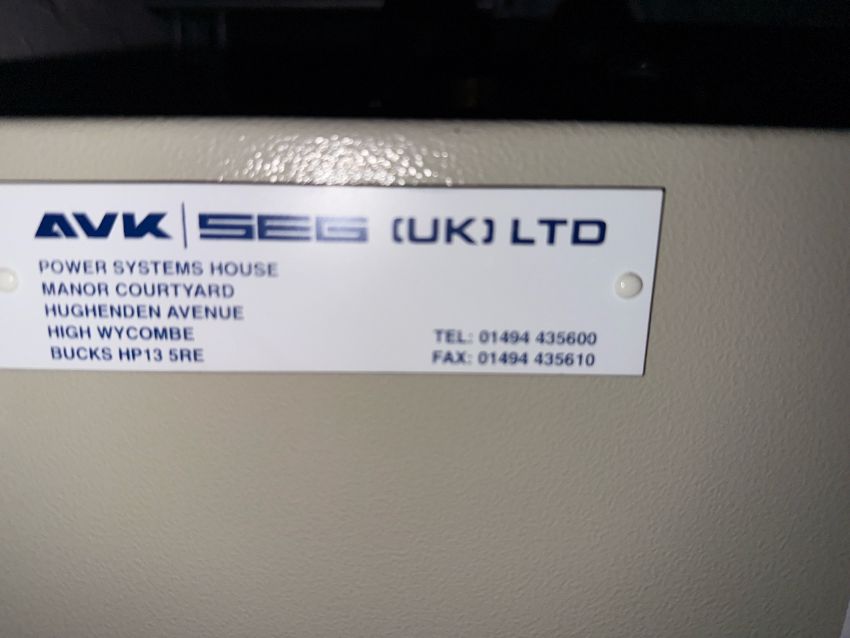 AVK | SEG (UK) LTD
POWER SYSTEMS HOUSE
MANOR COURTYARD
HUGHENDEN AVENUE
HIGH WYCOMBE
BUCKS HP13 5RE
TEL: 01494 435600
FAX: 01494 435610